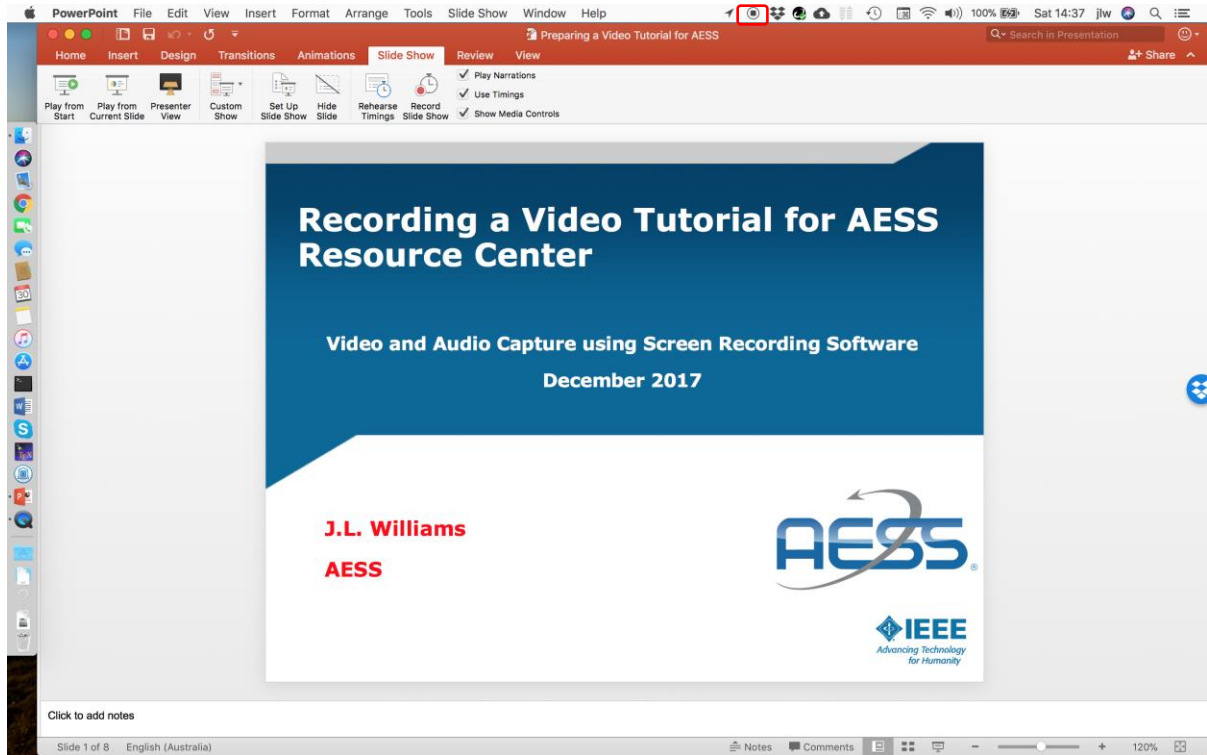 PowerPoint File Edit View Insert Format Arrange Tools Slide Show Window Help 100% Sat 14:37 jlw
Preparing a Video Tutorial for AESS
Search in Presentation
Home Insert Design Transitions Animations Slide Show Review View
Share
Play from Start
Play from Current Slide
Presenter View
Custom Show
Set Up Slide Show
Hide Slide
Rehearse Timings
Record Slide Show
Play Narrations
Use Timings
Show Media Controls
30
Recording a Video Tutorial for AESS
Resource Center
Video and Audio Capture using Screen Recording Software
December 2017
J.L. Williams
AESS
AESS®
IEEE
Advancing Technology
for Humanity
Click to add notes
Slide 1 of 8 English (Australia) Notes Comments 120%